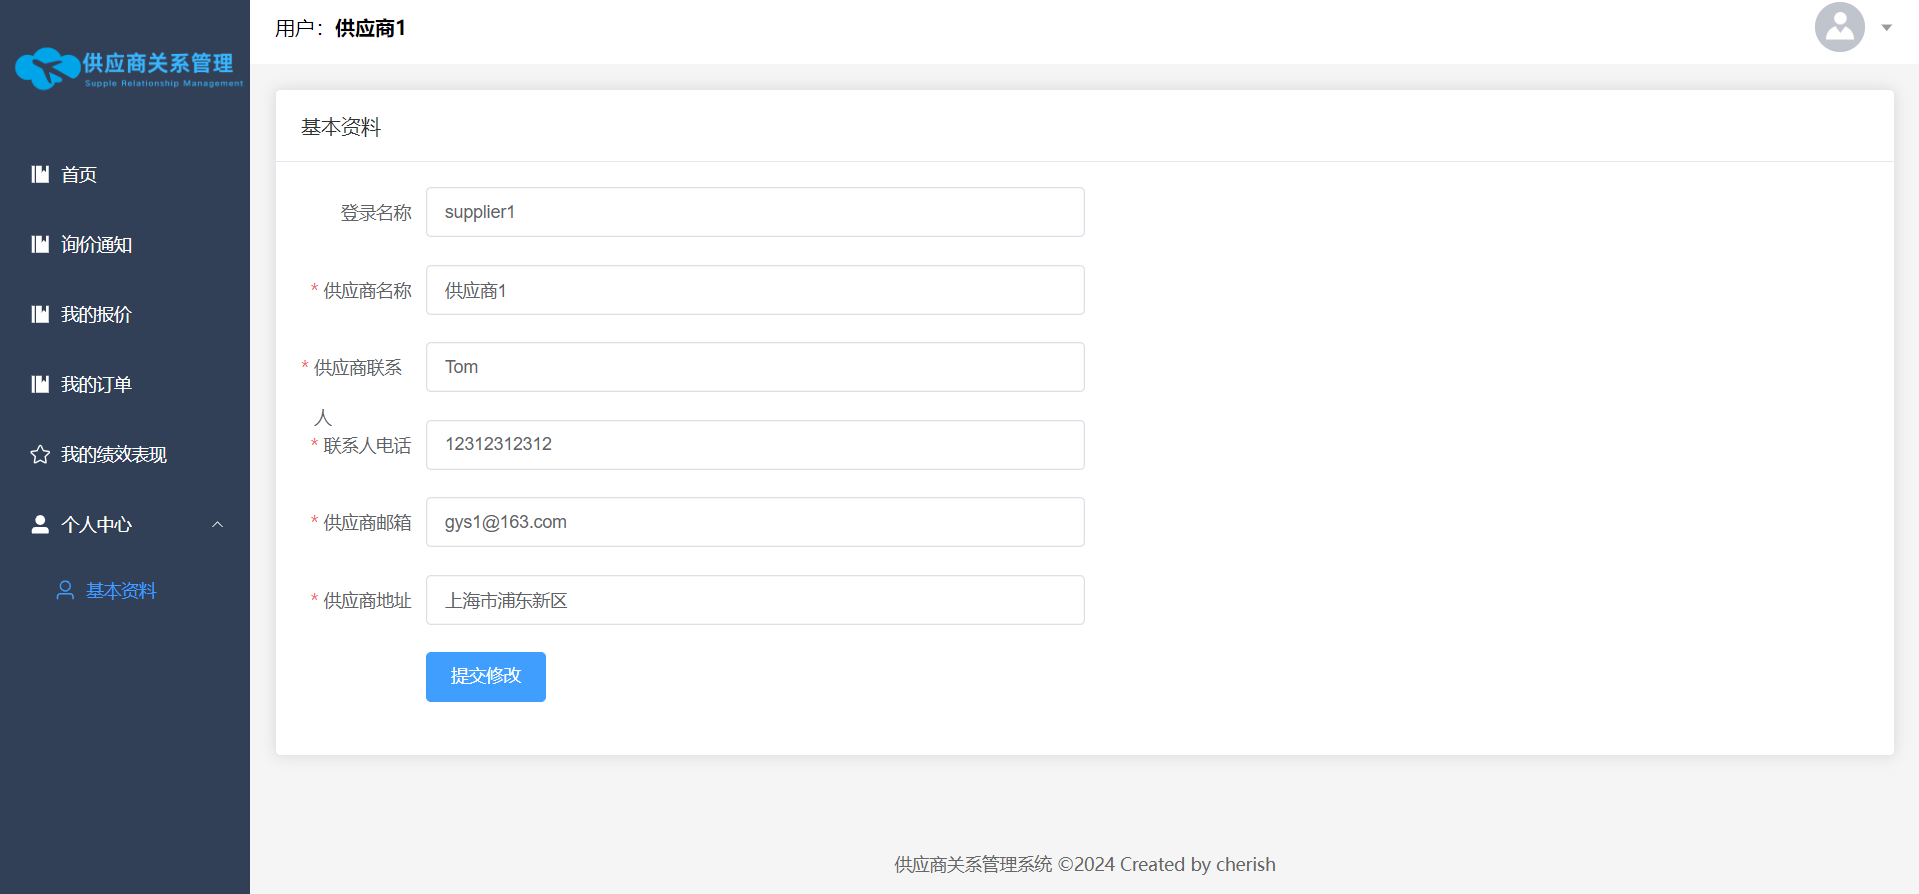 供应商关系管理
Supple Relationship Management
首页
询价通知
我的报价
我的订单
我的绩效表现
个人中心
基本资料
用户：供应商1
基本资料
登录名称 supplier1
* 供应商名称 供应商1
* 供应商联系人 Tom
* 联系人电话 12312312312
* 供应商邮箱 gys1@163.com
* 供应商地址 上海市浦东新区
提交修改
供应商关系管理系统 ©2024 Created by cherish